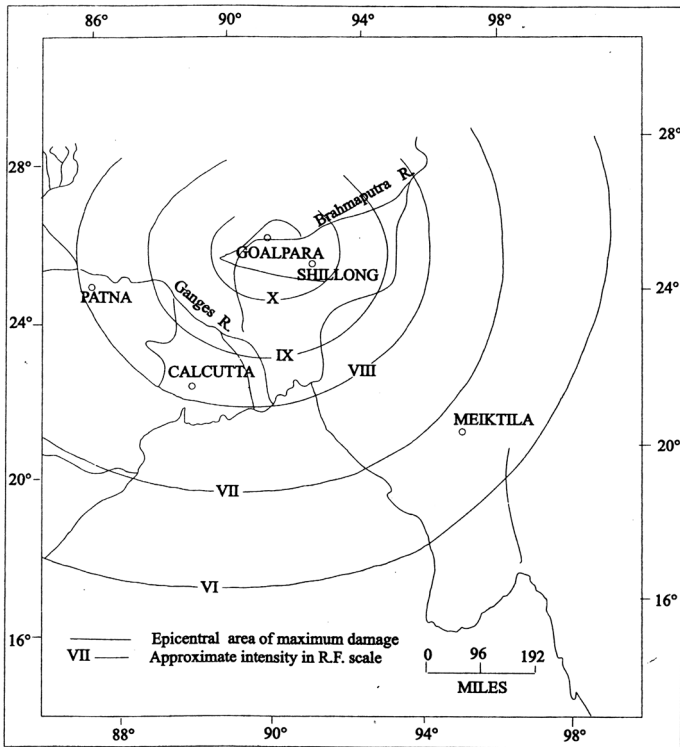 86° 90° 94° 98°
28° 28°
Brahmaputra R.
GOALPARA
SHILLONG
24° PATNA Ganges R. X 24°
IX
CALCUTTA VIII
MEIKTILA
20° 20°
VII
VI
16° 16°
Epicentral area of maximum damage
VII Approximate intensity in R.F. scale
0 96 192
MILES
88° 90° 94° 98°